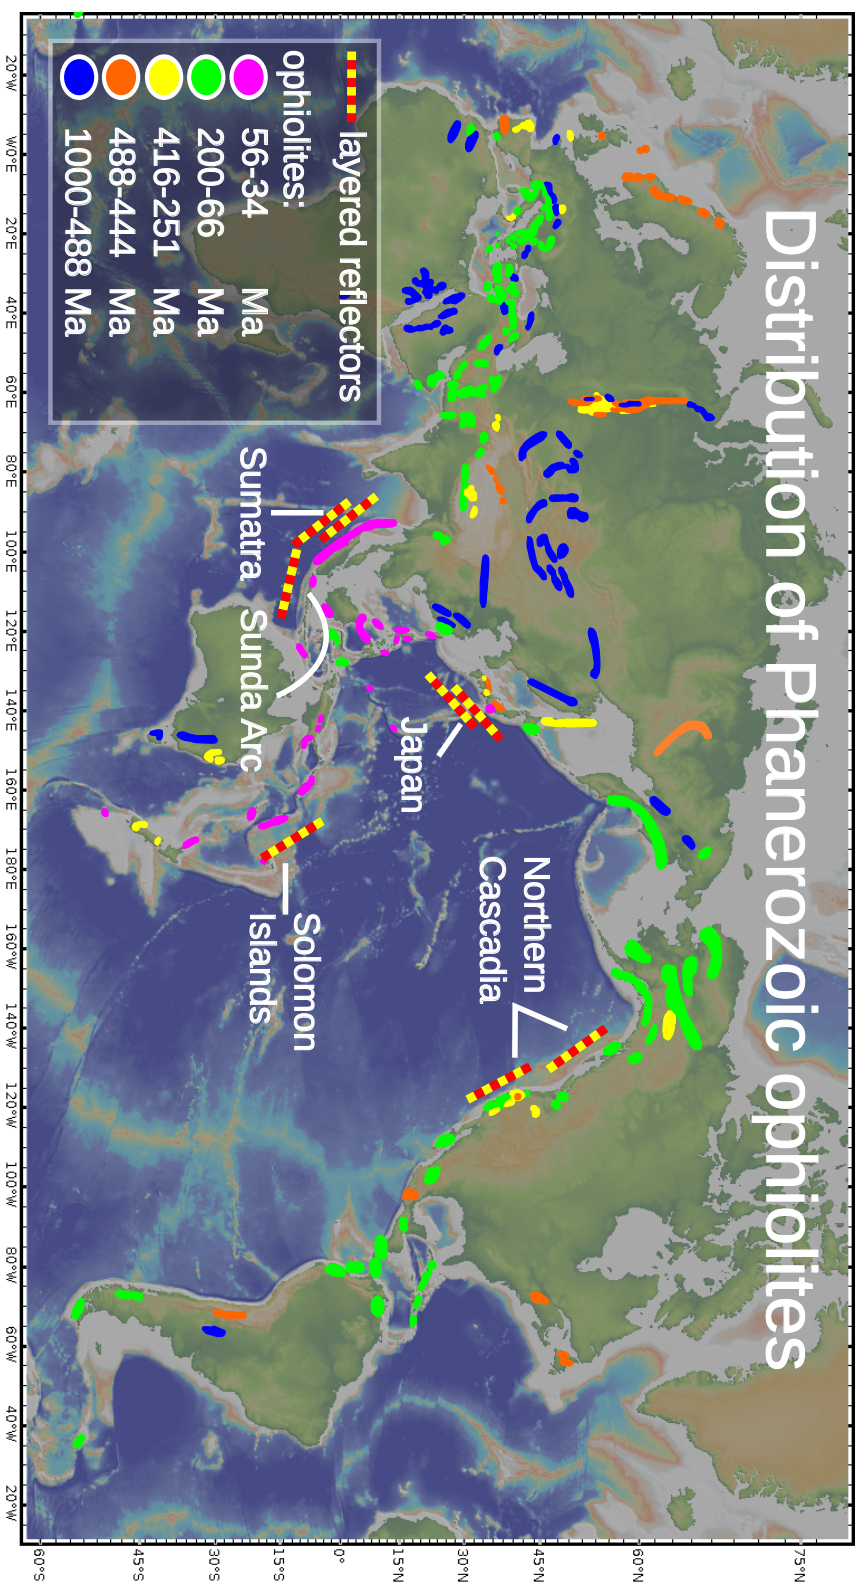 Distribution of Phanerozoic ophiolites
layered reflectors
ophiolites:
56-34 Ma
200-66 Ma
416-251 Ma
488-444 Ma
1000-488 Ma
Sumatra
Sunda Arc
Japan
Solomon
Islands
Northern
Cascadia
75°N
60°N
45°N
30°N
15°N
0°
15°S
30°S
45°S
60°S
20°W
W0°E
20°E
40°E
60°E
80°E
100°E
120°E
140°E
160°E
180°E
160°W
140°W
120°W
100°W
80°W
60°W
40°W
20°W